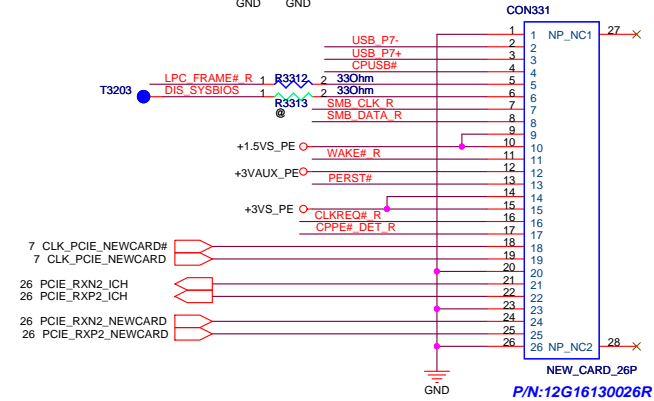 GND GND
CON331
1 1 NP_NC1 27
USB_P7- 2 2
USB_P7+ 3 3
CPUSB# 4 4
LPC_FRAME#_R 1 R3312 2 33Ohm 5 5
T3203 DIS_SYSBIOS 1 2 33Ohm 6 6
R3313 SMB_CLK_R 7 7
@ SMB_DATA_R 8 8
9 9
+1.5VS_PE 10 10
WAKE#_R 11 11
+3VAUX_PE 12 12
PERST# 13 13
14 14
+3VS_PE 15 15
CLKREQ#_R 16 16
CPPE#_DET_R 17 17
7 CLK_PCIE_NEWCARD# 18 18
7 CLK_PCIE_NEWCARD 19 19
20 20
26 PCIE_RXN2_ICH 21 21
26 PCIE_RXP2_ICH 22 22
23 23
26 PCIE_RXN2_NEWCARD 24 24
26 PCIE_RXP2_NEWCARD 25 25
26 26 NP_NC2 28
NEW_CARD_26P
GND
P/N:12G16130026R